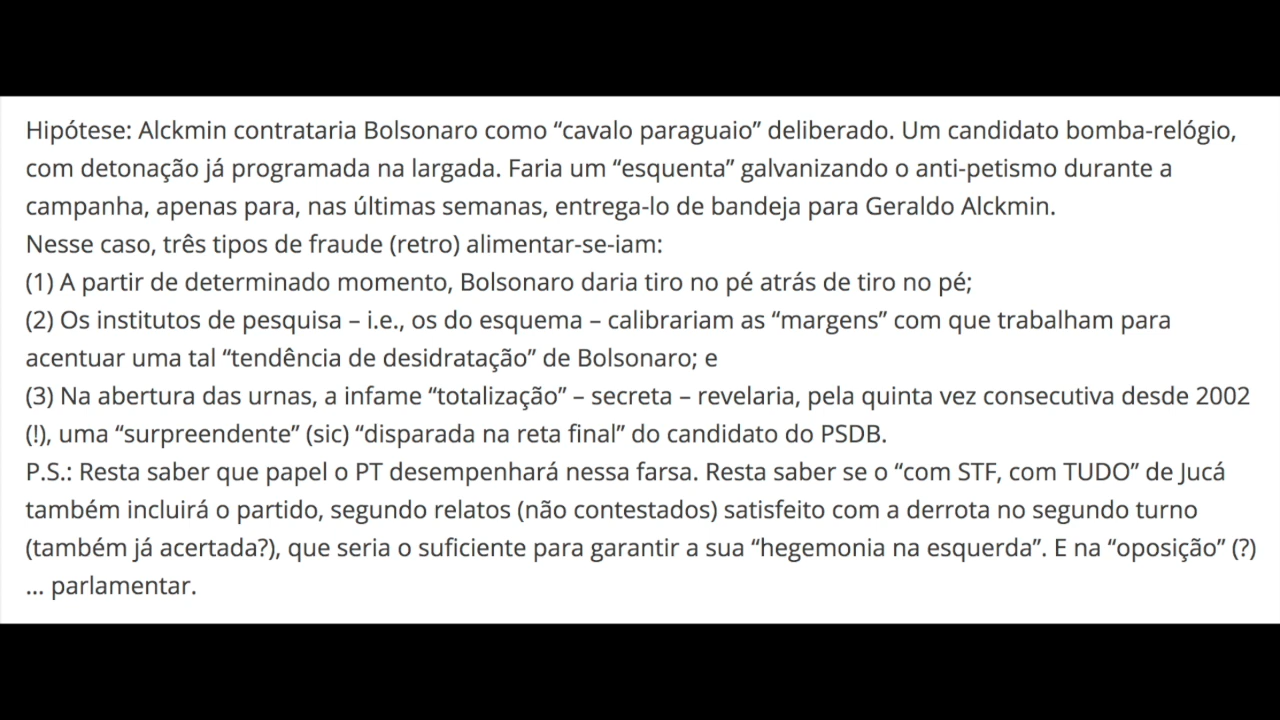 Hipótese: Alckmin contrataria Bolsonaro como “cavalo paraguaio” deliberado. Um candidato bomba-relógio,
com detonação já programada na largada. Faria um “esquenta” galvanizando o anti-petismo durante a
campanha, apenas para, nas últimas semanas, entrega-lo de bandeja para Geraldo Alckmin.
Nesse caso, três tipos de fraude (retro) alimentar-se-iam:
(1) A partir de determinado momento, Bolsonaro daria tiro no pé atrás de tiro no pé;
(2) Os institutos de pesquisa – i.e., os do esquema – calibrariam as “margens” com que trabalham para
acentuar uma tal “tendência de desidratação” de Bolsonaro; e
(3) Na abertura das urnas, a infame “totalização” – secreta – revelaria, pela quinta vez consecutiva desde 2002
(!), uma “surpreendente” (sic) “disparada na reta final” do candidato do PSDB.
P.S.: Resta saber que papel o PT desempenhará nessa farsa. Resta saber se o “com STF, com TUDO” de Jucá
também incluirá o partido, segundo relatos (não contestados) satisfeito com a derrota no segundo turno
(também já acertada?), que seria o suficiente para garantir a sua “hegemonia na esquerda”. E na “oposição” (?)
... parlamentar.